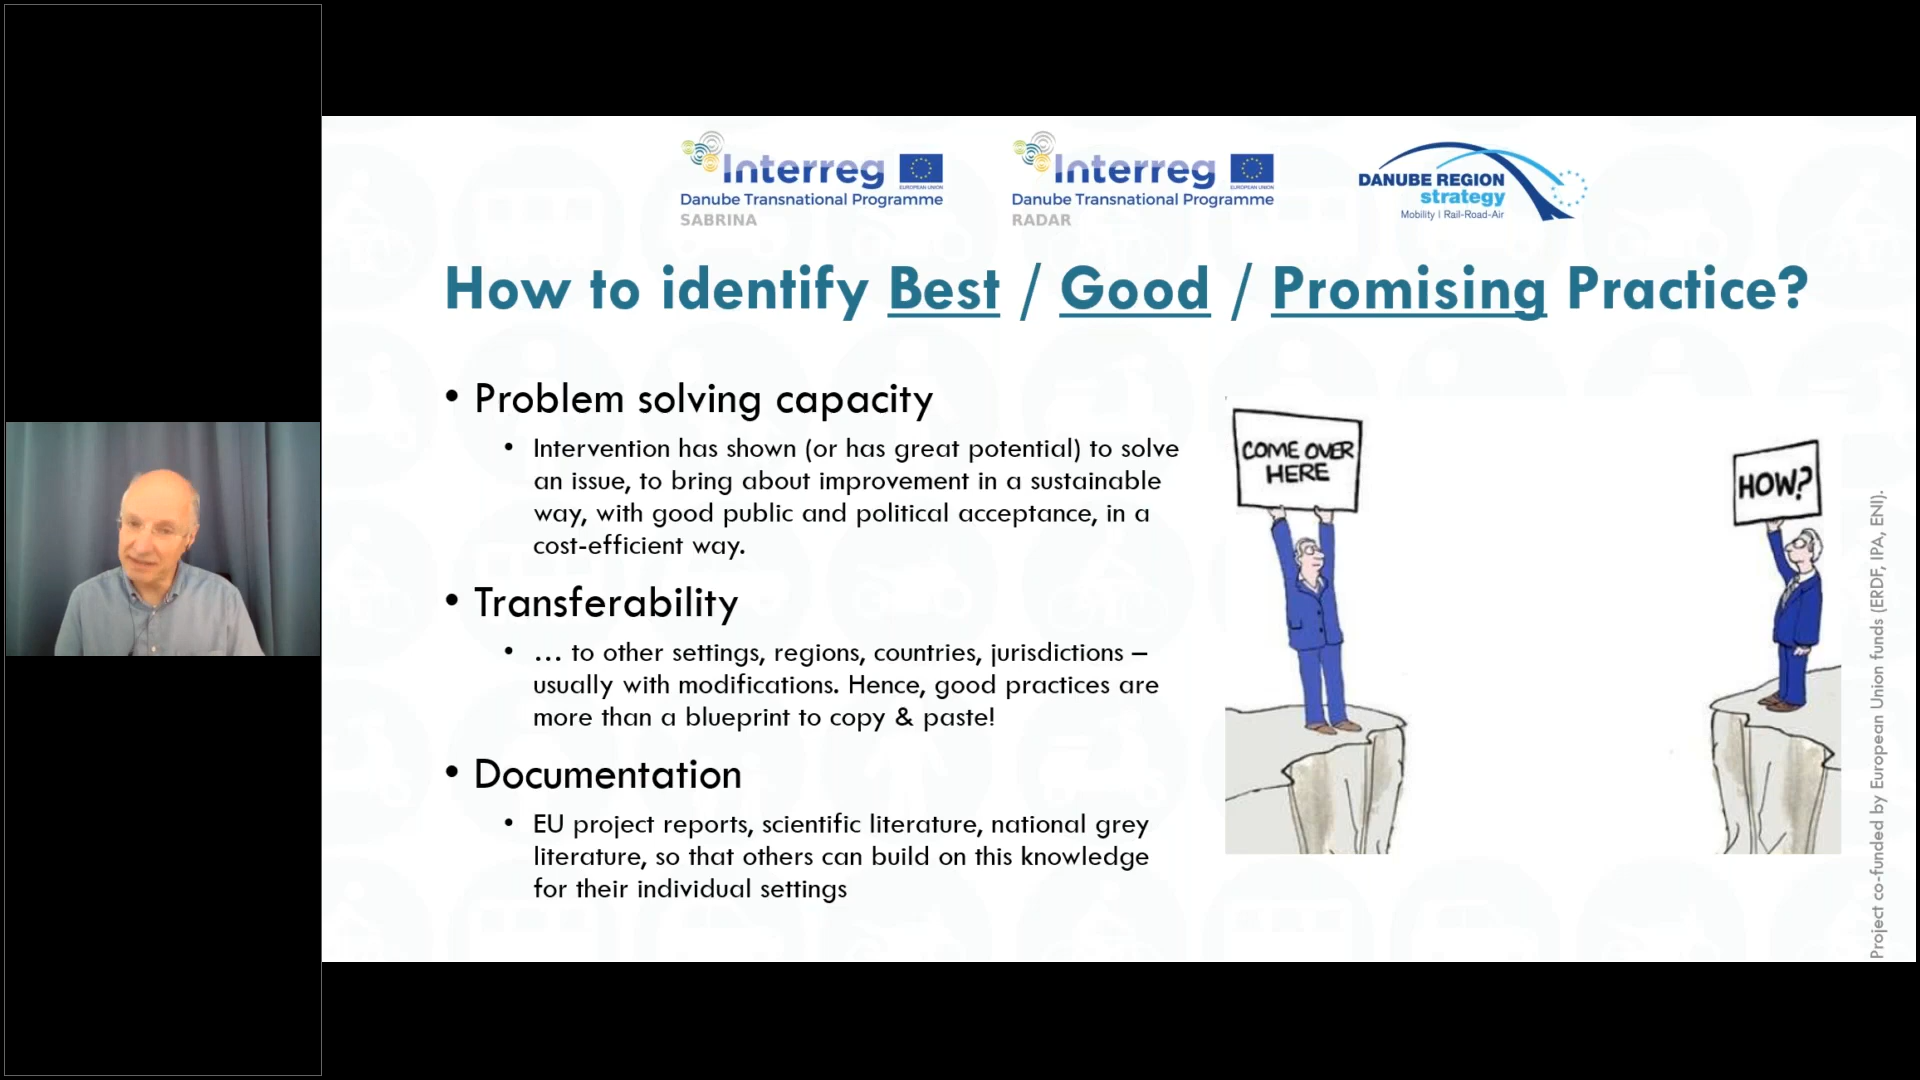 Interreg
EUROPEAN UNION
Danube Transnational Programme
SABRINA
Interreg
EUROPEAN UNION
Danube Transnational Programme
RADAR
DANUBE REGION
strategy
Mobility | Rail-Road-Air
How to identify Best / Good / Promising Practice?
• Problem solving capacity
• Intervention has shown (or has great potential) to solve
an issue, to bring about improvement in a sustainable
way, with good public and political acceptance, in a
cost-efficient way.
• Transferability
• … to other settings, regions, countries, jurisdictions –
usually with modifications. Hence, good practices are
more than a blueprint to copy & paste!
• Documentation
• EU project reports, scientific literature, national grey
literature, so that others can build on this knowledge
for their individual settings
COME OVER
HERE
HOW?
Project co-funded by European Union funds (ERDF, IPA, ENI).